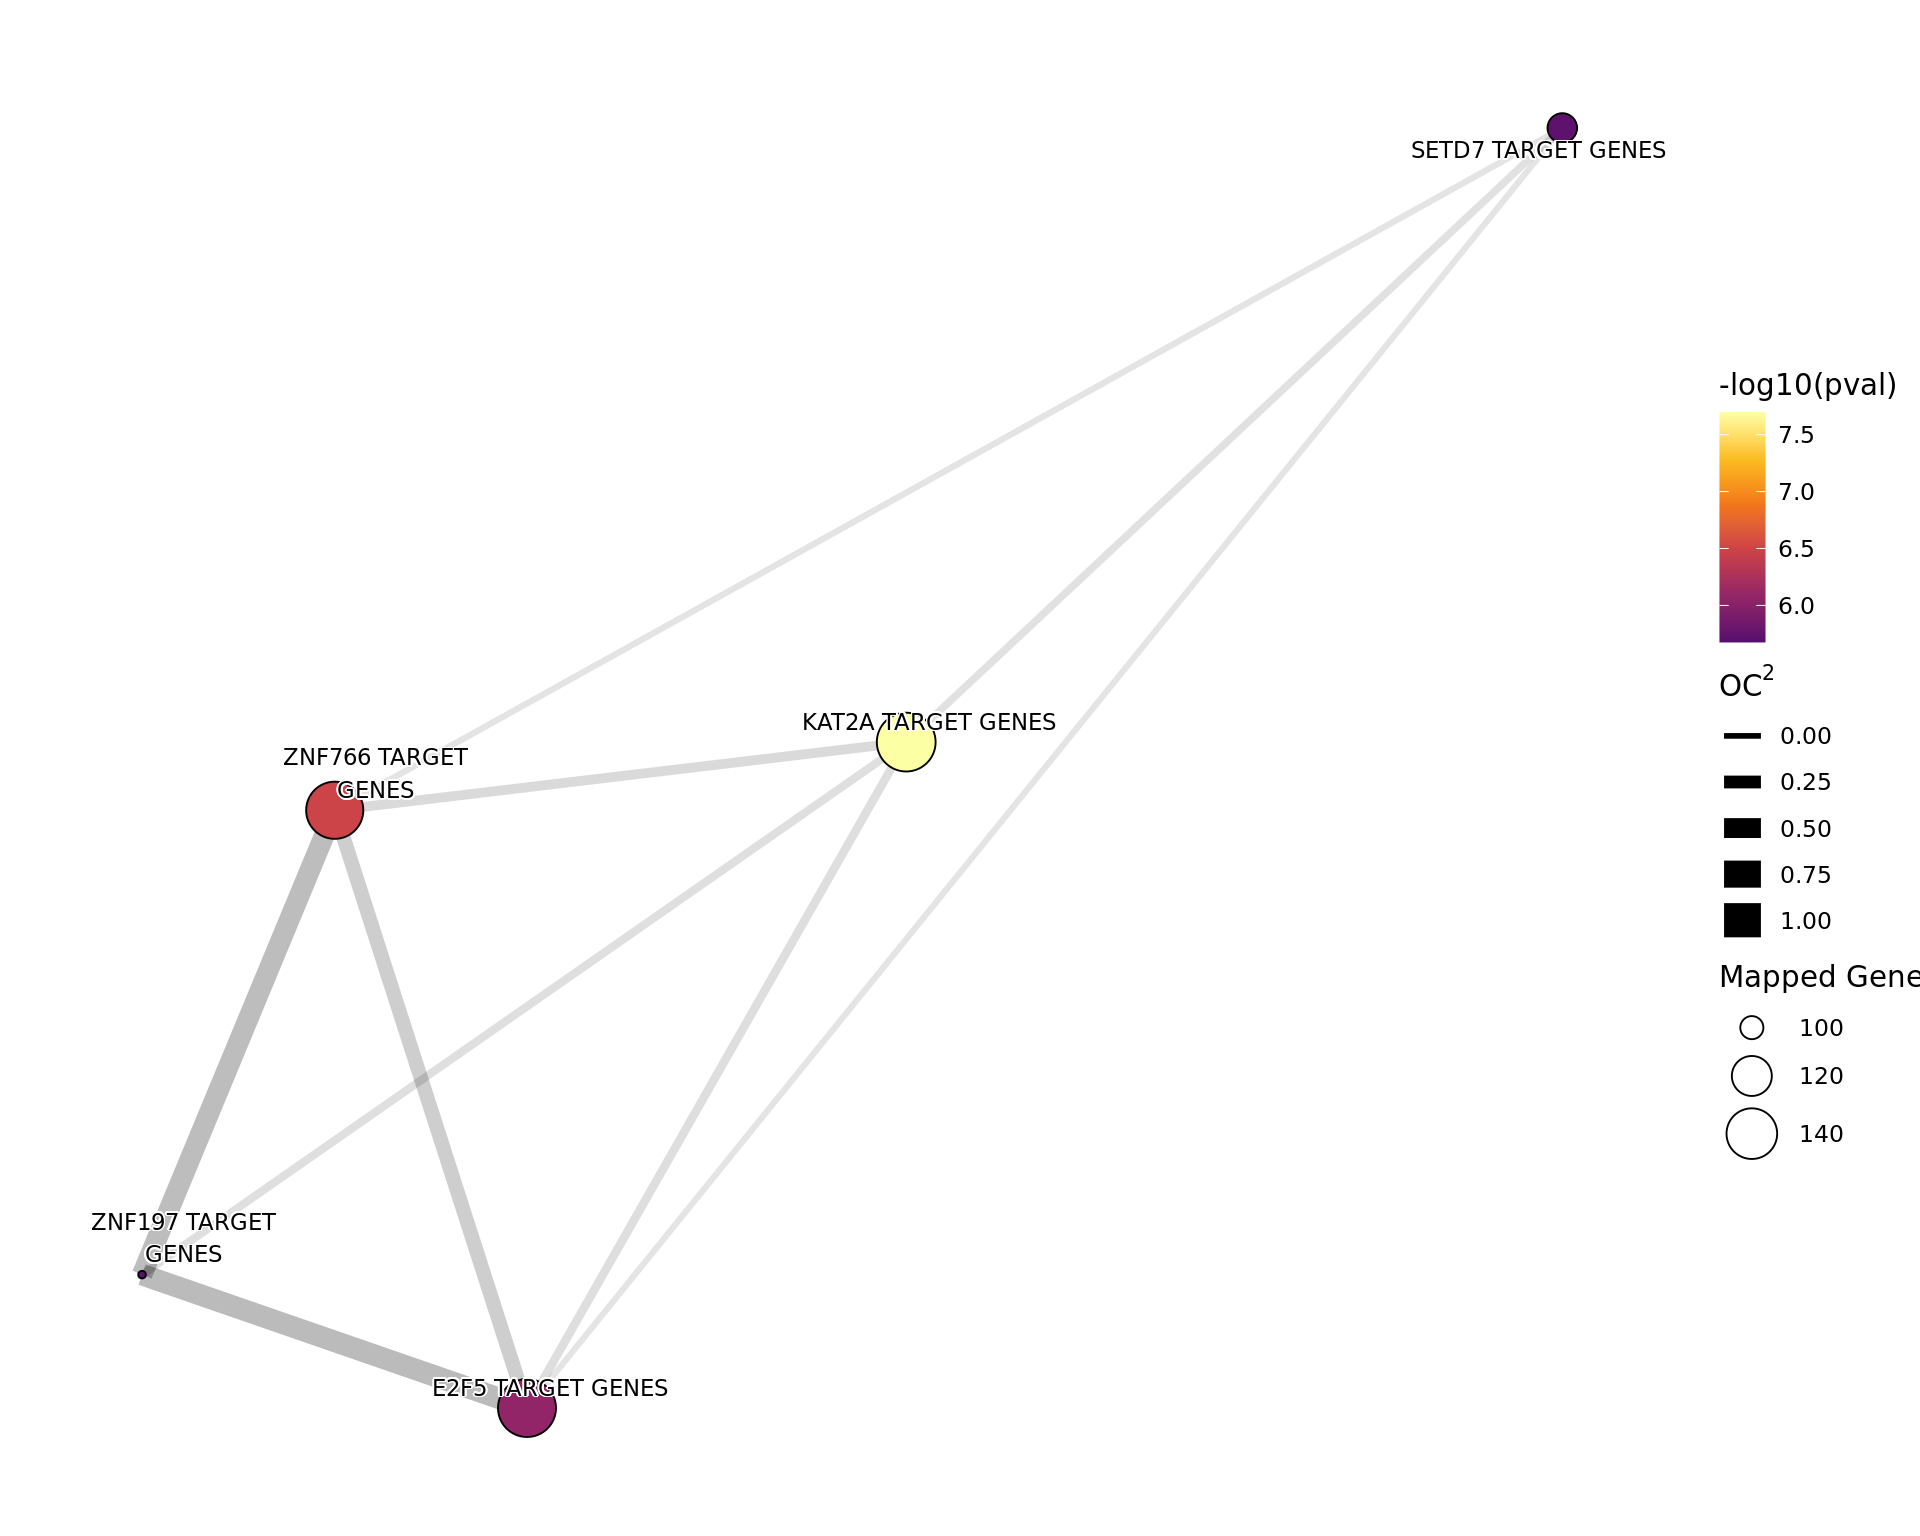 SETD7 TARGET GENES
KAT2A TARGET GENES
ZNF766 TARGET
GENES
ZNF197 TARGET
GENES
E2F5 TARGET GENES
-log10(pval)
7.5
7.0
6.5
6.0
OC²
0.00
0.25
0.50
0.75
1.00
Mapped Gene
100
120
140